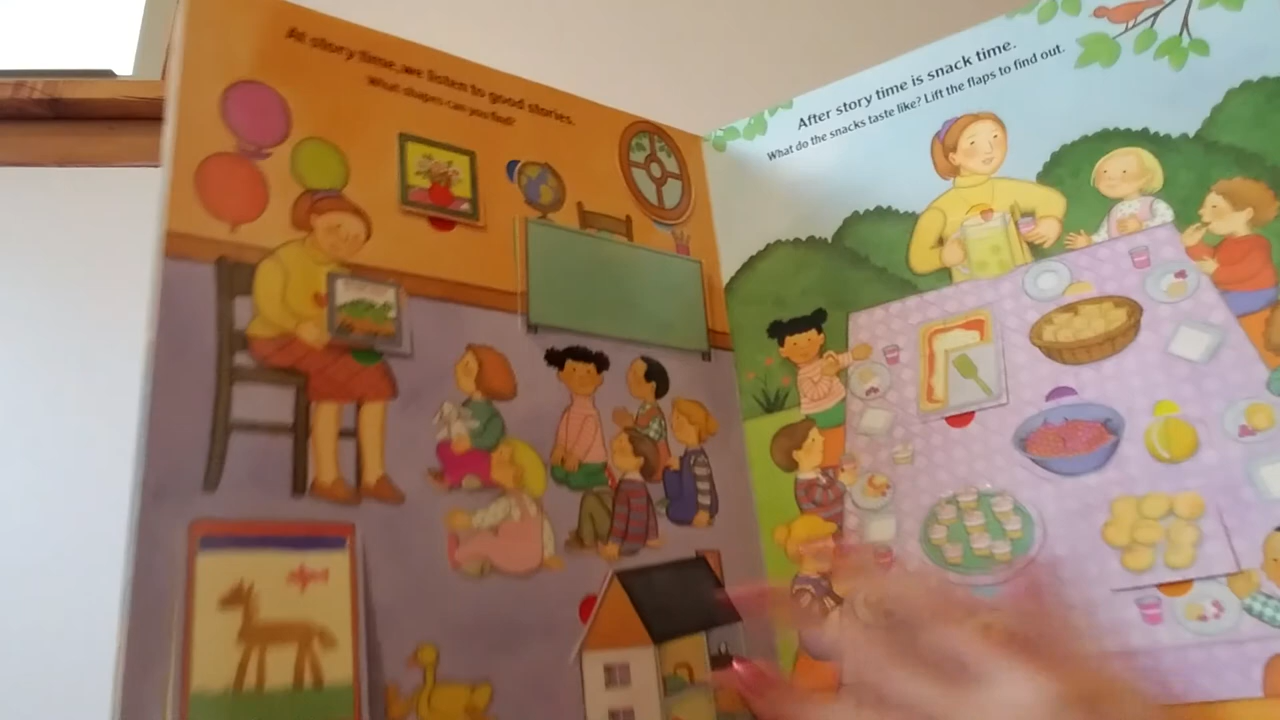 At story time, we listen to good stories.
What shapes can you find?
After story time is snack time.
What do the snacks taste like? Lift the flaps to find out.